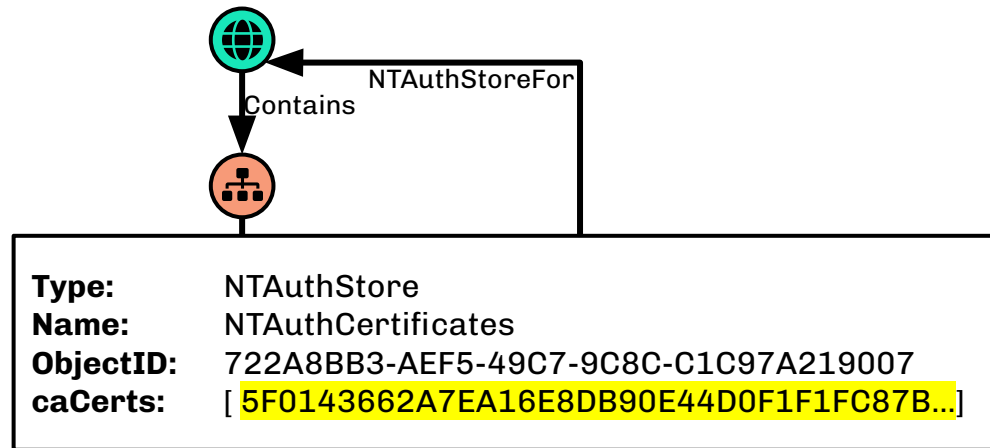 NTAuthStoreFor
Contains
Type: NTAuthStore
Name: NTAuthCertificates
ObjectID: 722A8BB3-AEF5-49C7-9C8C-C1C97A219007
caCerts: [ 5F0143662A7EA16E8DB90E44D0F1F1FC87B...]